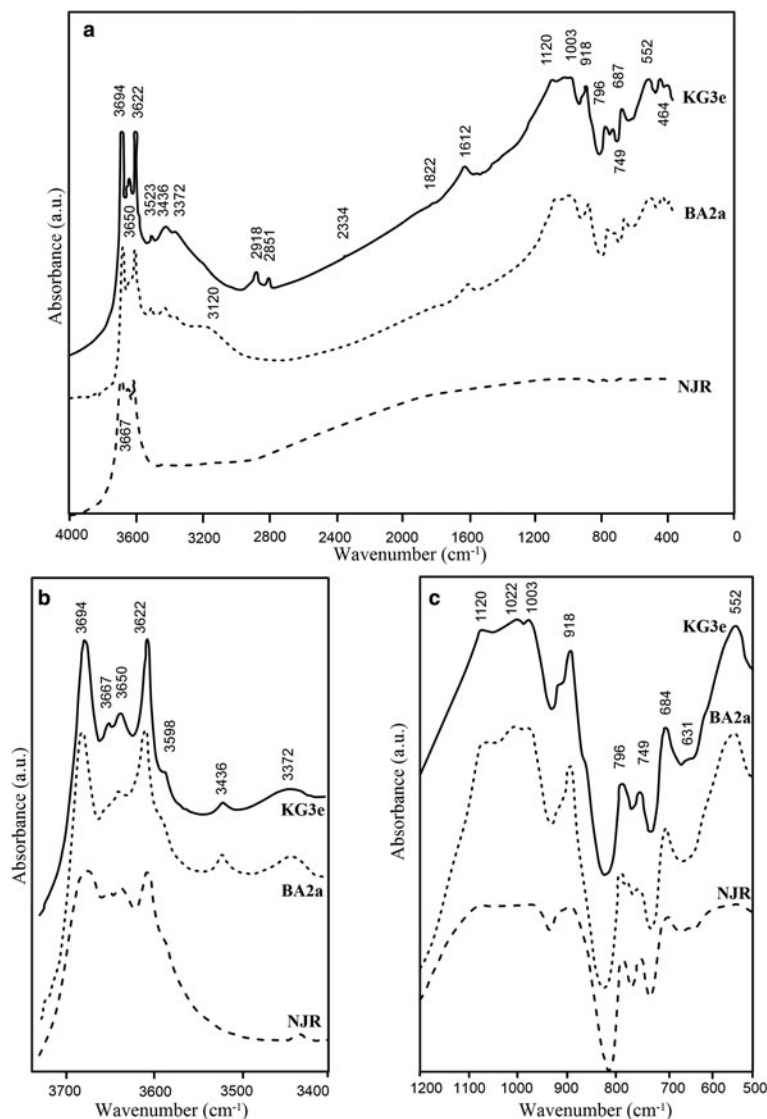 a
1120
1003
918
796
687
749
552
464
KG3e
3694
3622
3650
3523
3436
3372
3120
2918
2851
2334
1822
1612
BA2a
NJR
3667
Absorbance (a.u.)
4000 3600 3200 2800 2400 2000 1600 1200 800 400 0
Wavenumber (cm-1)
b
3694
3667
3650
3622
3598
3436
3372
KG3e
BA2a
NJR
Absorbance (a.u.)
3700 3600 3500 3400
Wavenumber (cm-1)
c
1120
1022
1003
918
796
749
684
631
552
KG3e
BA2a
NJR
Absorbance (a.u.)
1200 1100 1000 900 800 700 600 500
Wavenumber (cm-1)